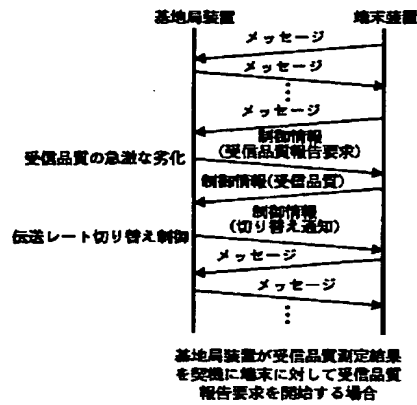 基地局装置
端末装置
メッセージ
メッセージ
メッセージ
制御情報
(受信品質報告要求)
受信品質の急激な劣化
制御情報(受信品質)
制御情報
(切り替え通知)
伝送レート切り替え制御
メッセージ
メッセージ
基地局装置が受信品質測定結果
を契機に端末に対して受信品質
報告要求を開始する場合